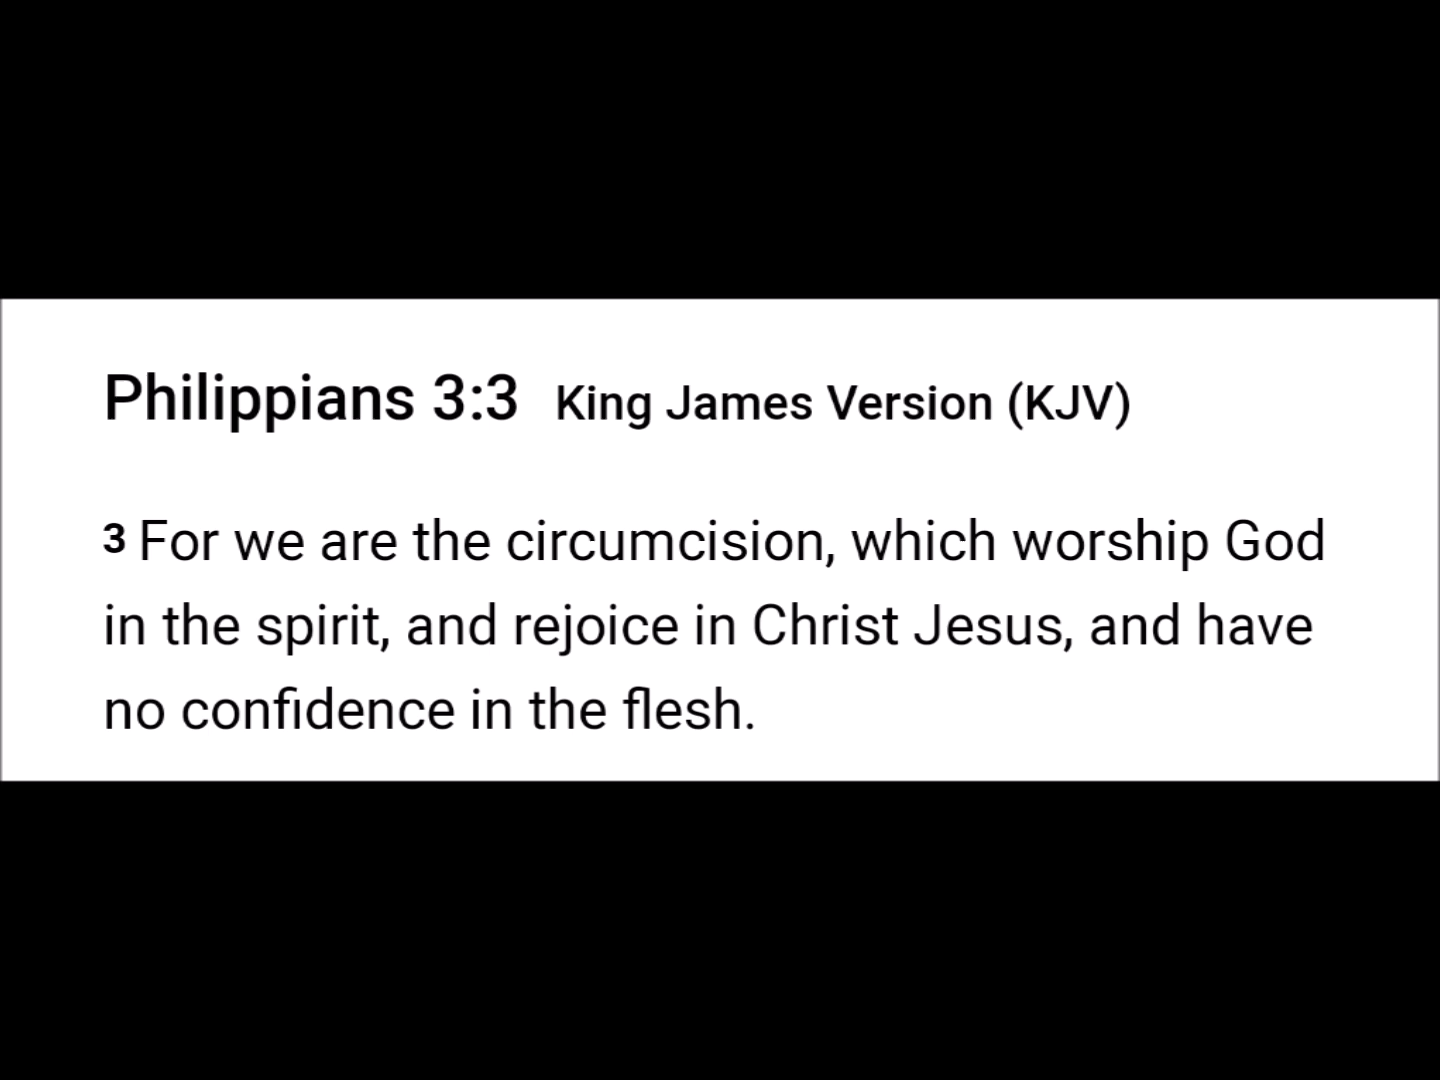 Philippians 3:3 King James Version (KJV)
3 For we are the circumcision, which worship God
in the spirit, and rejoice in Christ Jesus, and have
no confidence in the flesh.